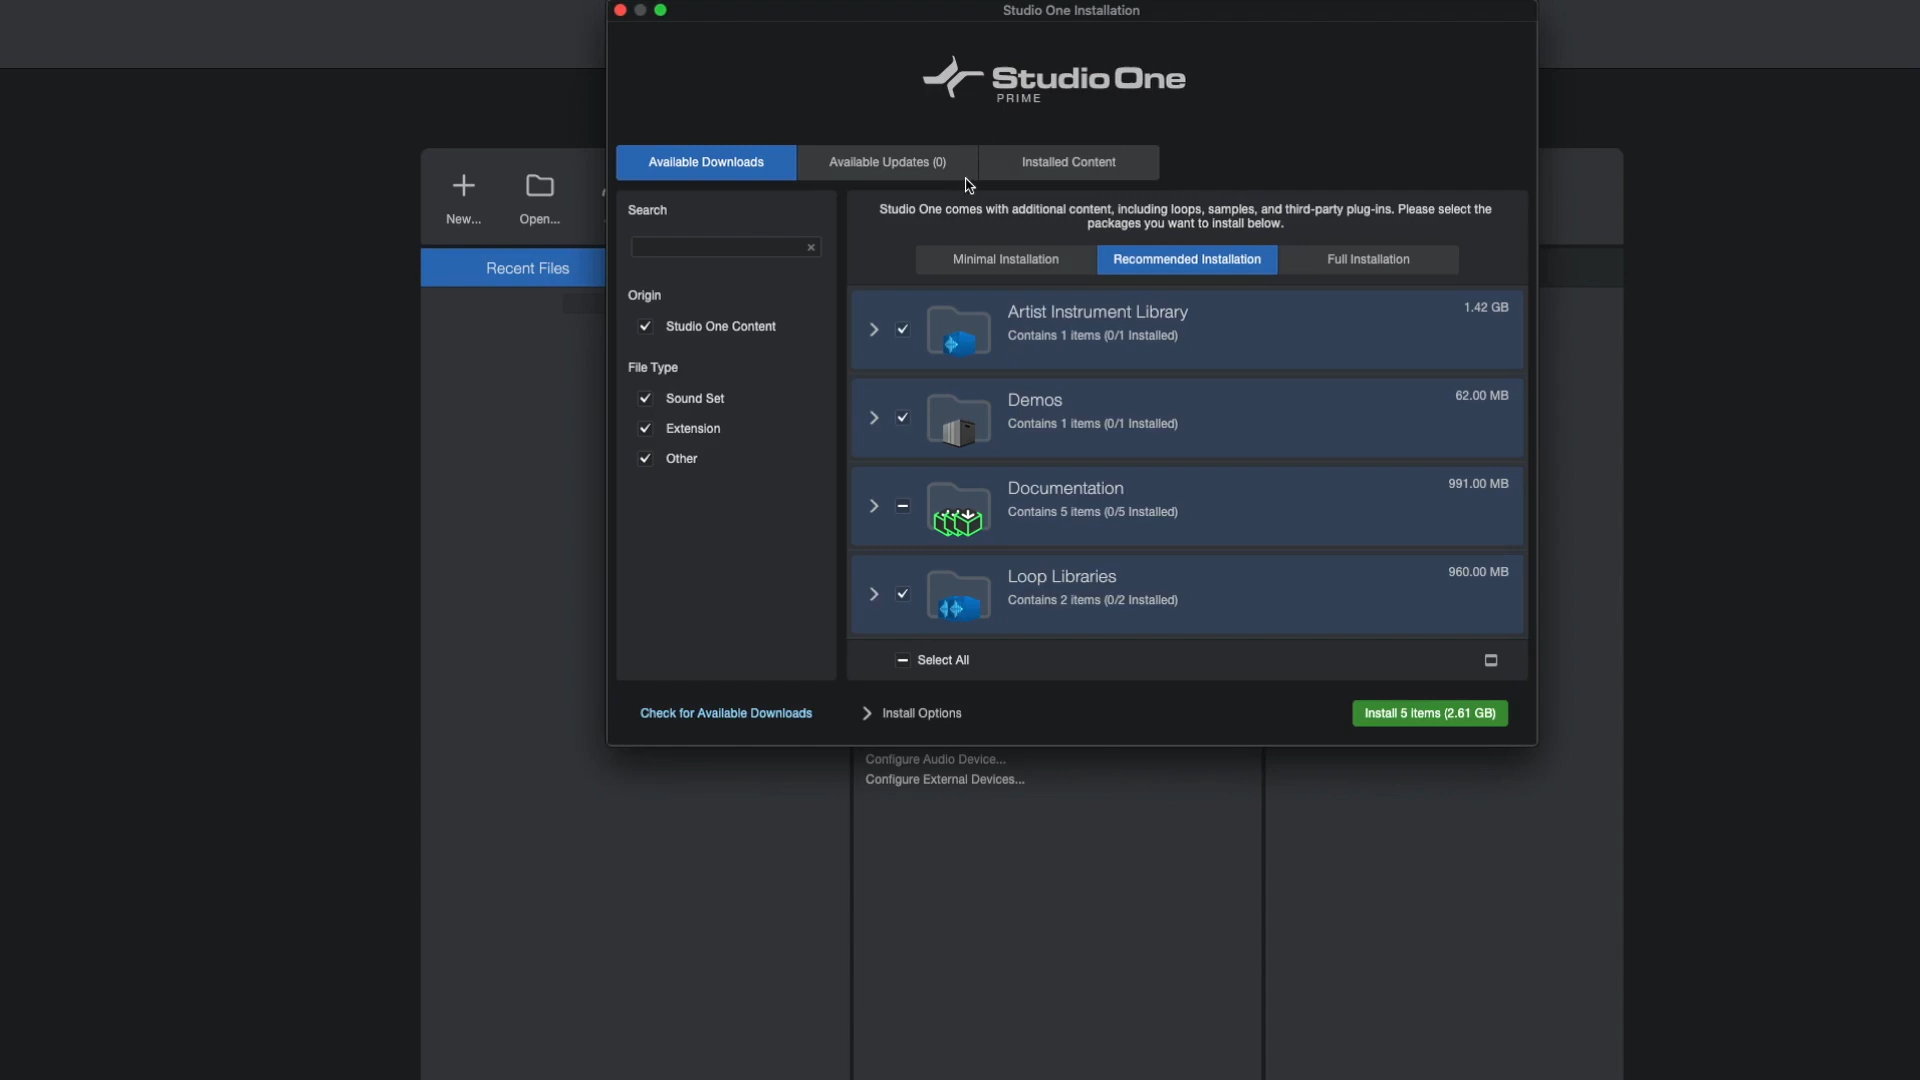 Studio One Installation
Studio One
PRIME
Available Downloads
Available Updates (0)
Installed Content
New...
Open...
Recent Files
Search
Origin
Studio One Content
File Type
Sound Set
Extension
Other
Studio One comes with additional content, including loops, samples, and third-party plug-ins. Please select the
packages you want to install below.
Minimal Installation
Recommended Installation
Full Installation
Artist Instrument Library
1.42 GB
Contains 1 items (0/1 Installed)
Demos
62.00 MB
Contains 1 items (0/1 Installed)
Documentation
991.00 MB
Contains 5 items (0/5 Installed)
Loop Libraries
960.00 MB
Contains 2 items (0/2 Installed)
Select All
Check for Available Downloads
Install Options
Install 5 items (2.61 GB)
Configure Audio Device...
Configure External Devices...